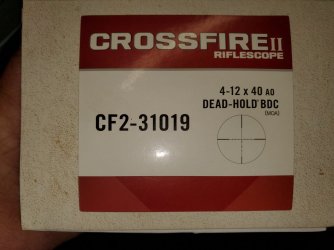 CROSSFIRE II
RIFLESCOPE
4-12 x 40 AO
DEAD-HOLD® BDC
(MOA)
CF2-31019